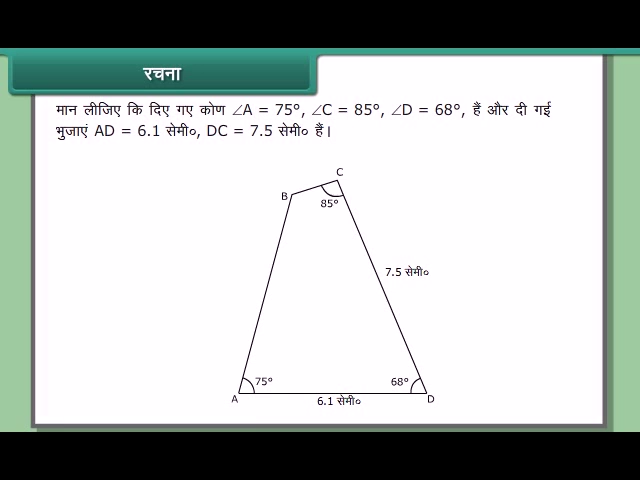 रचना
मान लीजिए कि दिए गए कोण ∠A = 75°, ∠C = 85°, ∠D = 68°, हैं और दी गई
भुजाएं AD = 6.1 सेमी०, DC = 7.5 सेमी० हैं।
C
B
85°
7.5 सेमी०
75°
68°
A
6.1 सेमी०
D